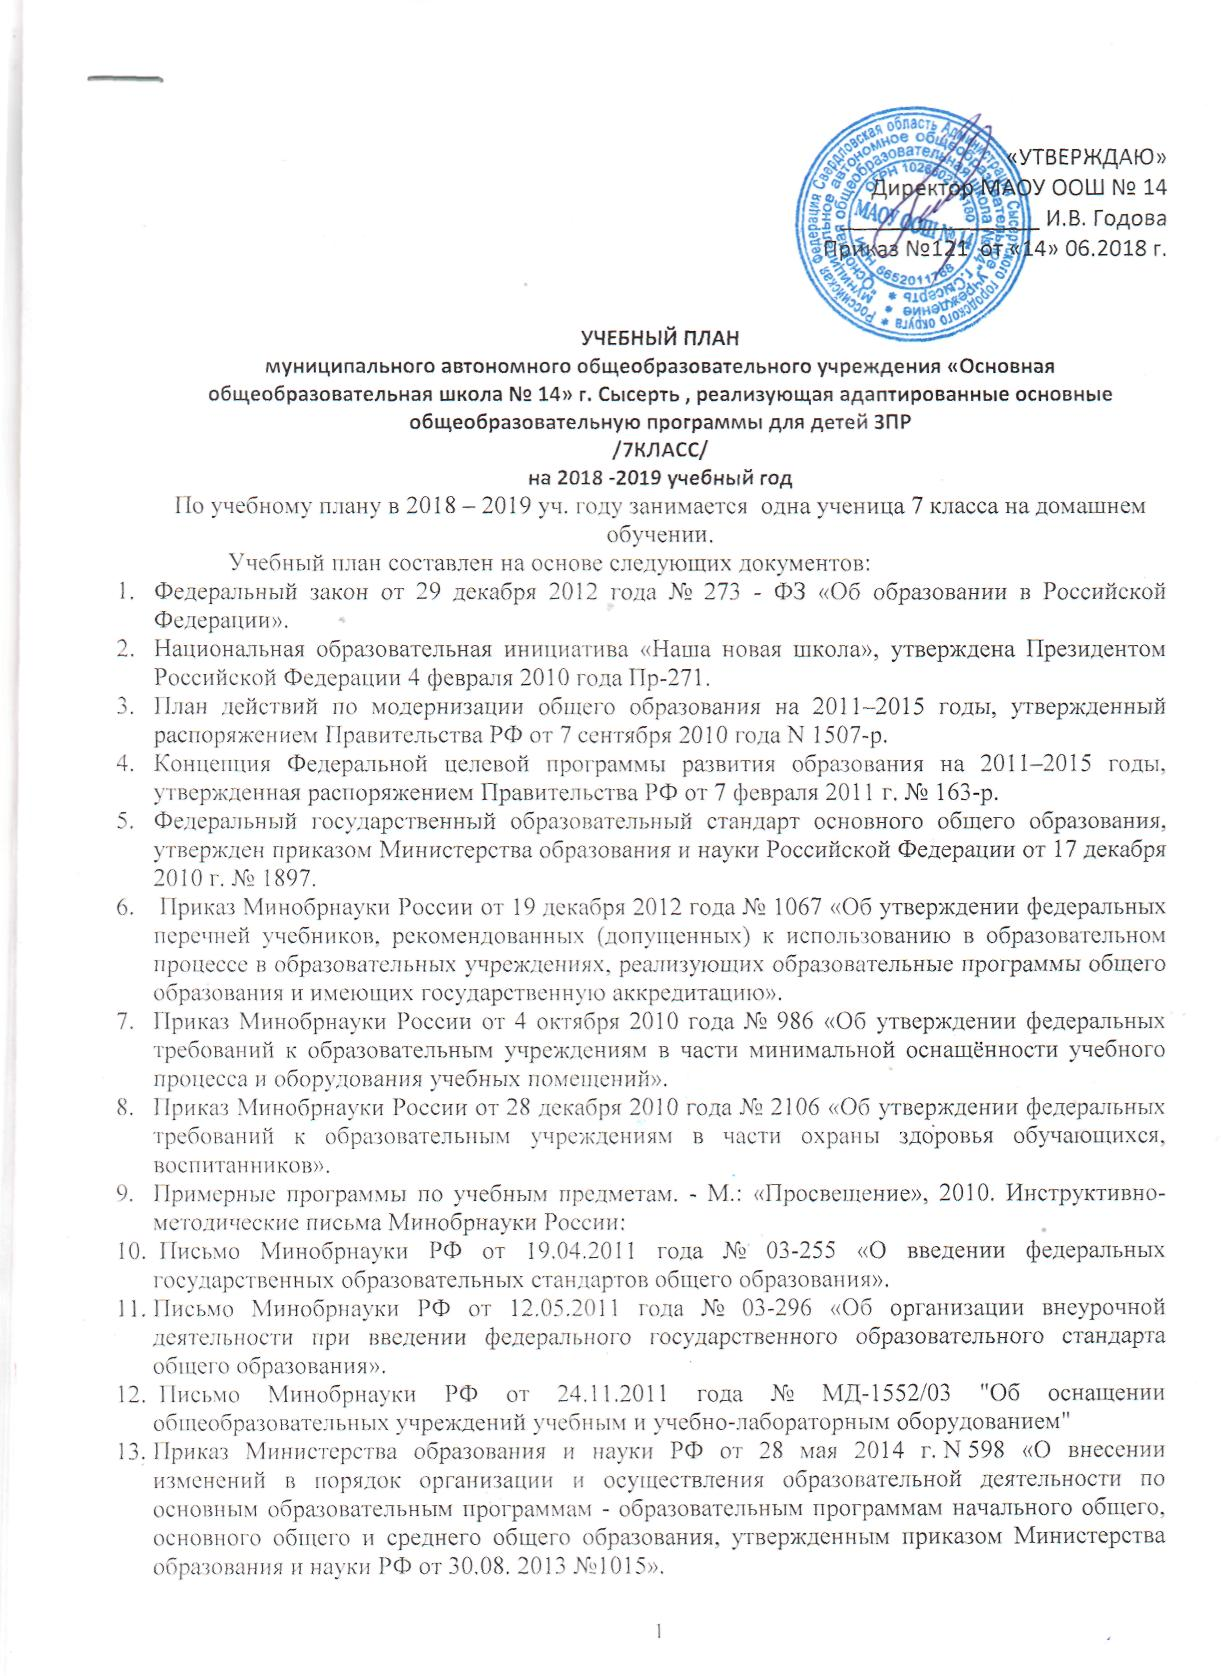 «УТВЕРЖДАЮ»
Директор МАОУ ООШ № 14
И.В. Годова
Приказ №121 от «14» 06.2018 г.
МАОУ ООШ № 14
УЧЕБНЫЙ ПЛАН
муниципального автономного общеобразовательного учреждения «Основная
общеобразовательная школа № 14» г. Сысерть , реализующая адаптированные основные
общеобразовательную программы для детей ЗПР
/7КЛАСС/
на 2018 -2019 учебный год
По учебному плану в 2018 – 2019 уч. году занимается одна ученица 7 класса на домашнем
обучении.
Учебный план составлен на основе следующих документов:
1. Федеральный закон от 29 декабря 2012 года № 273 - ФЗ «Об образовании в Российской
Федерации».
2. Национальная образовательная инициатива «Наша новая школа», утверждена Президентом
Российской Федерации 4 февраля 2010 года Пр-271.
3. План действий по модернизации общего образования на 2011–2015 годы, утвержденный
распоряжением Правительства РФ от 7 сентября 2010 года N 1507-р.
4. Концепция Федеральной целевой программы развития образования на 2011–2015 годы,
утвержденная распоряжением Правительства РФ от 7 февраля 2011 г. № 163-р.
5. Федеральный государственный образовательный стандарт основного общего образования,
утвержден приказом Министерства образования и науки Российской Федерации от 17 декабря
2010 г. № 1897.
6. Приказ Минобрнауки России от 19 декабря 2012 года № 1067 «Об утверждении федеральных
перечней учебников, рекомендованных (допущенных) к использованию в образовательном
процессе в образовательных учреждениях, реализующих образовательные программы общего
образования и имеющих государственную аккредитацию».
7. Приказ Минобрнауки России от 4 октября 2010 года № 986 «Об утверждении федеральных
требований к образовательным учреждениям в части минимальной оснащённости учебного
процесса и оборудования учебных помещений».
8. Приказ Минобрнауки России от 28 декабря 2010 года № 2106 «Об утверждении федеральных
требований к образовательным учреждениям в части охраны здоровья обучающихся,
воспитанников».
9. Примерные программы по учебным предметам. - М.: «Просвещение», 2010. Инструктивно-
методические письма Минобрнауки России:
10. Письмо Минобрнауки РФ от 19.04.2011 года № 03-255 «О введении федеральных
государственных образовательных стандартов общего образования».
11. Письмо Минобрнауки РФ от 12.05.2011 года № 03-296 «Об организации внеурочной
деятельности при введении федерального государственного образовательного стандарта
общего образования».
12. Письмо Минобрнауки РФ от 24.11.2011 года № МД-1552/03 "Об оснащении
общеобразовательных учреждений учебным и учебно-лабораторным оборудованием"
13. Приказ Министерства образования и науки РФ от 28 мая 2014 г. N 598 «О внесении
изменений в порядок организации и осуществления образовательной деятельности по
основным образовательным программам - образовательным программам начального общего,
основного общего и среднего общего образования, утвержденным приказом Министерства
образования и науки РФ от 30.08. 2013 №1015».
1